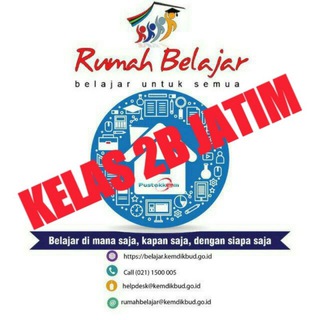 Rumah Belajar
belajar untuk semua
KELAS 2B JATIM
Pustekkom
Belajar di mana saja, kapan saja, dengan siapa saja
https://belajar.kemdikbud.go.id
Call (021) 1500 005
helpdesk@kemdikbud.go.id
rumahbelajar@kemdikbud.go.id